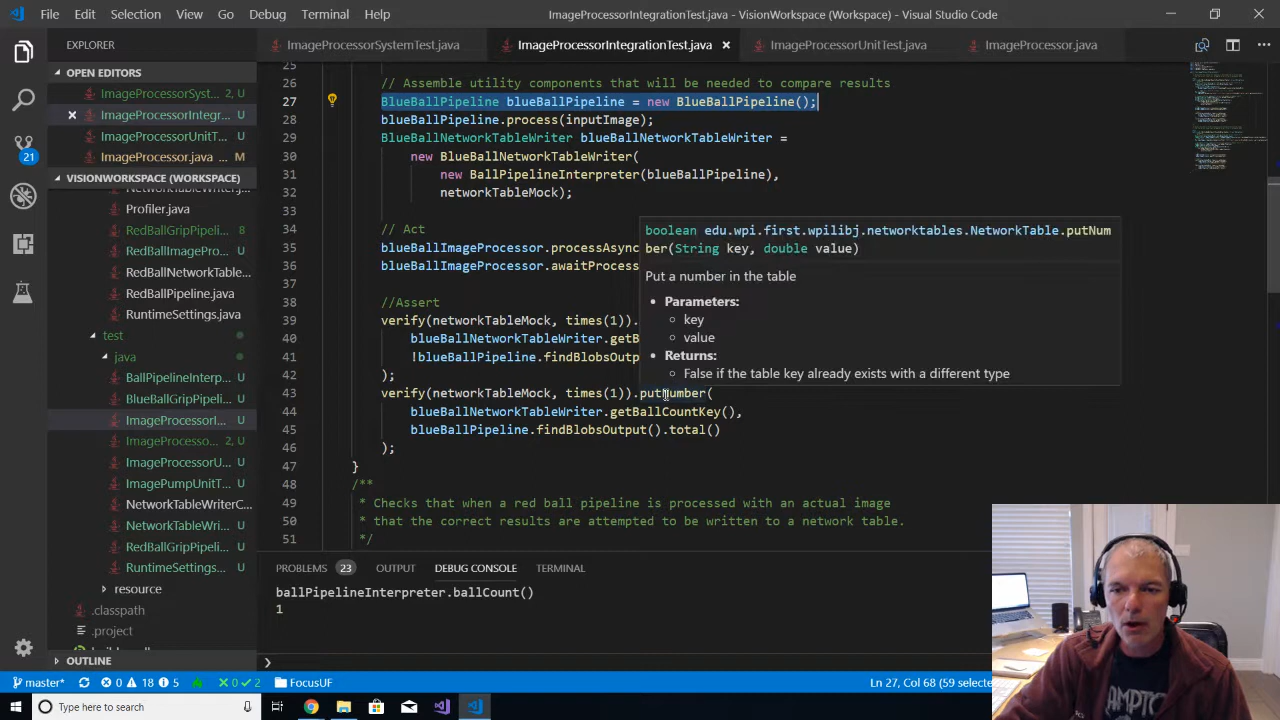 File Edit Selection View Go Debug Terminal Help
ImageProcessorIntegrationTest.java - VisionWorkspace (Workspace) - Visual Studio Code
EXPLORER
ImageProcessorSystemTest.java
ImageProcessorIntegrationTest.java
ImageProcessorUnitTest.java
ImageProcessor.java
OPEN EDITORS
ImageProcessorSyst... U
ImageProcessorIntegr... U
ImageProcessorUnitT... U
ImageProcessor.java M
21
VISIONWORKSPACE (WORKSPACE)
Profiler.java
RedBallGripPipeline... 8
RedBallImageProc...
RedBallNetworkTable...
RedBallPipeline.java
RuntimeSettings.java
test
java
BallPipelineInterp... U
BlueBallGripPipeli... U
ImageProcessorI... U
ImageProcesso... 2, U
ImageProcessorU... U
ImagePumpUnitT... U
NetworkTableWriterC...
NetworkTableWri... U
RedBallGripPipeli... U
RuntimeSettings... U
resource
.classpath
.project
OUTLINE
25
26 // Assemble utility components that will be needed to compare results
27 BlueBallPipeline blueBallPipeline = new BlueBallPipeline();
28 blueBallPipeline.process(inputImage);
29 BlueBallNetworkTableWriter blueBallNetworkTableWriter =
30 new BlueBallNetworkTableWriter(
31 new BallPipelineInterpreter(blueBallPipeline),
32 networkTableMock);
33
34 // Act
35 blueBallImageProcessor.processAsync
36 blueBallImageProcessor.awaitProcess
37
38 //Assert
39 verify(networkTableMock, times(1)).
40 blueBallNetworkTableWriter.getB
41 !blueBallPipeline.findBlobsOutp
42 );
43 verify(networkTableMock, times(1)).putNumber(
44 blueBallNetworkTableWriter.getBallCountKey(),
45 blueBallPipeline.findBlobsOutput().total()
46 );
47 }
48 /**
49 * Checks that when a red ball pipeline is processed with an actual image
50 * that the correct results are attempted to be written to a network table.
51 */
boolean edu.wpi.first.wpilibj.networktables.NetworkTable.putNum
ber(String key, double value)
Put a number in the table
• Parameters:
○ key
○ value
• Returns:
○ False if the table key already exists with a different type
PROBLEMS 23 OUTPUT DEBUG CONSOLE TERMINAL
ballPipelineInterpreter.ballCount()
1
master* 0 18 5 0 2 FocusUF
Ln 27, Col 68 (59 selecte
Type here to search